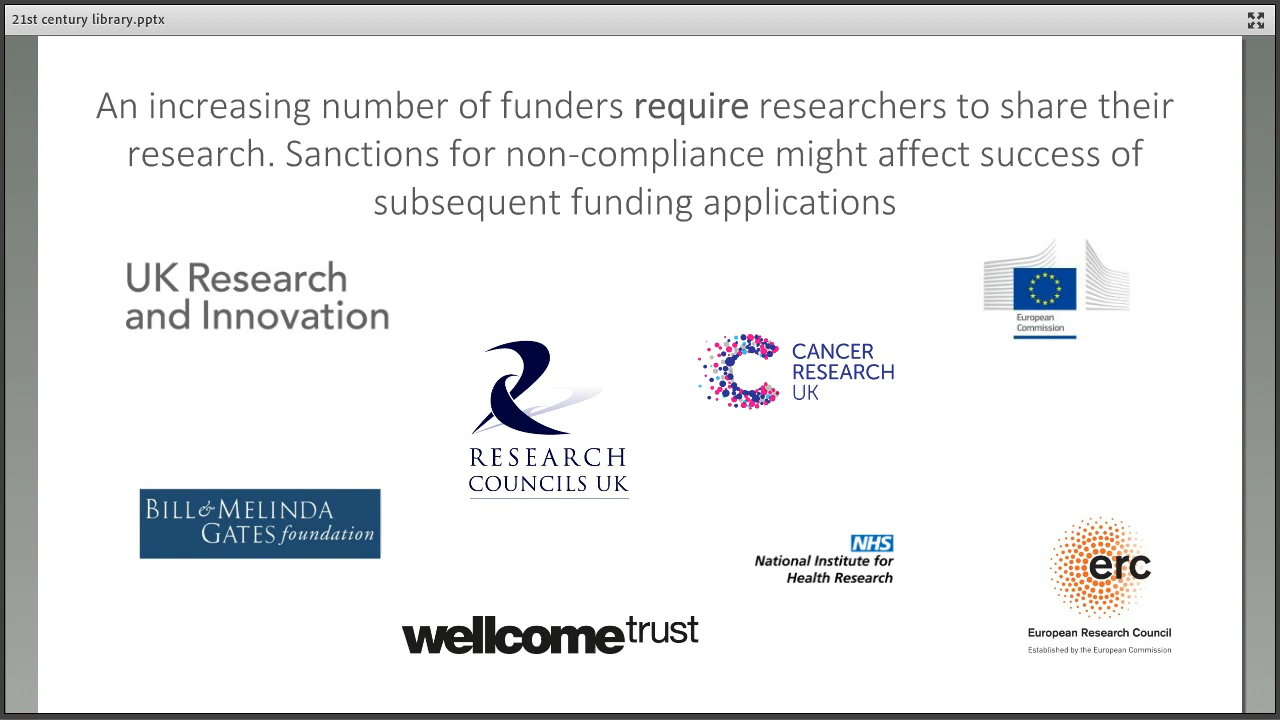 21st century library.pptx
An increasing number of funders require researchers to share their
research. Sanctions for non-compliance might affect success of
subsequent funding applications
UK Research
and Innovation
European
Commission
CANCER
RESEARCH
UK
RESEARCH
COUNCILS UK
BILL & MELINDA
GATES foundation
NHS
National Institute for
Health Research
erc
European Research Council
Established by the European Commission
wellcometrust